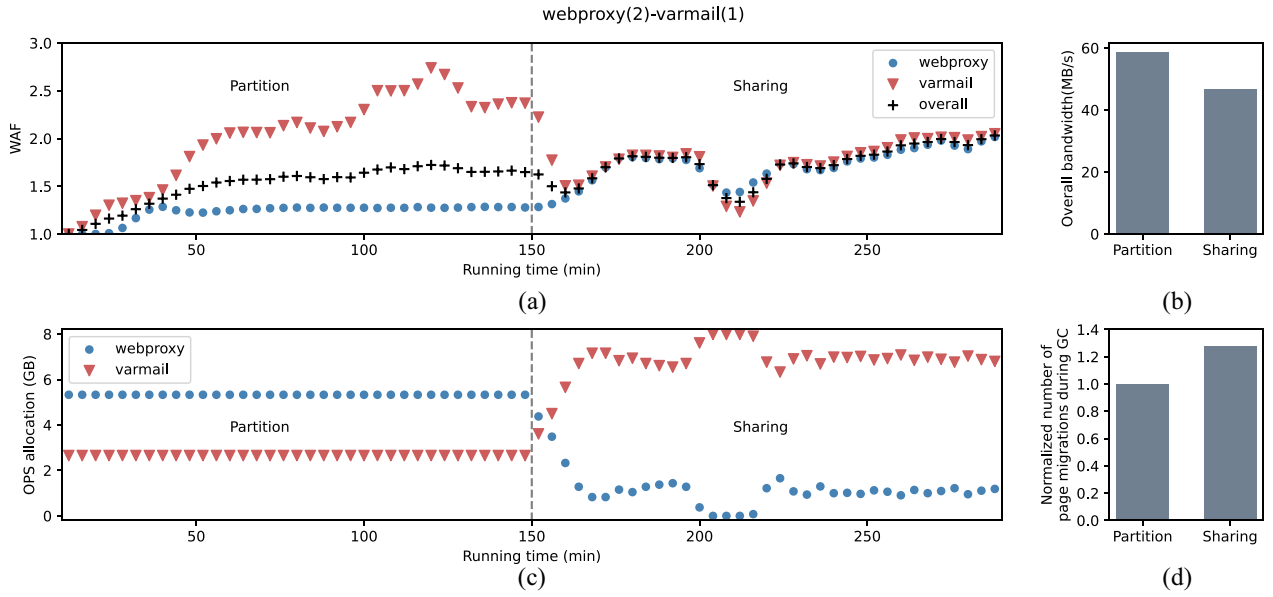 webproxy(2)-varmail(1)
WAF
3.0
2.5
2.0
1.5
1.0
Partition
Sharing
webproxy
varmail
overall
50
100
150
200
250
Running time (min)
(a)
Overall bandwidth(MB/s)
60
40
20
0
Partition
Sharing
(b)
OPS allocation (GB)
8
6
4
2
0
webproxy
varmail
Partition
Sharing
50
100
150
200
250
Running time (min)
(c)
Normalized number of
page migrations during GC
1.4
1.2
1.0
0.8
0.6
0.4
0.2
0.0
Partition
Sharing
(d)